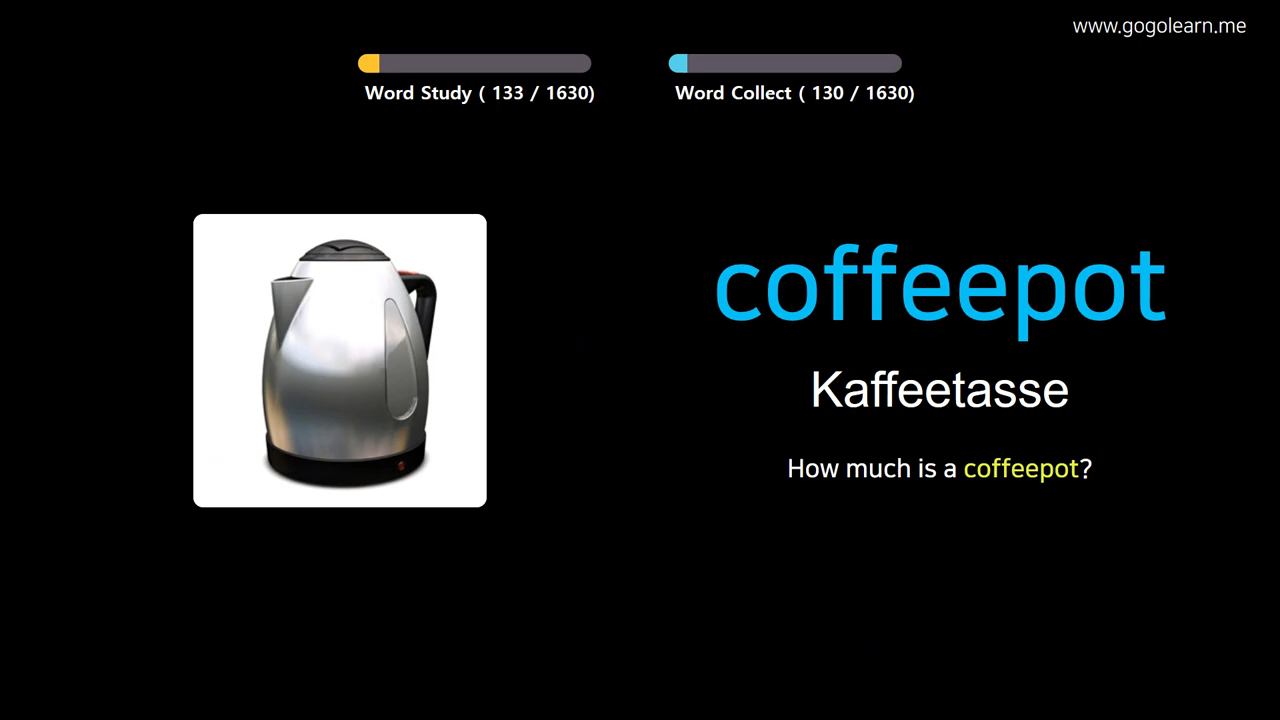 www.gogolearn.me
Word Study ( 133 / 1630)
Word Collect ( 130 / 1630)
coffeepot
Kaffeetasse
How much is a coffeepot?